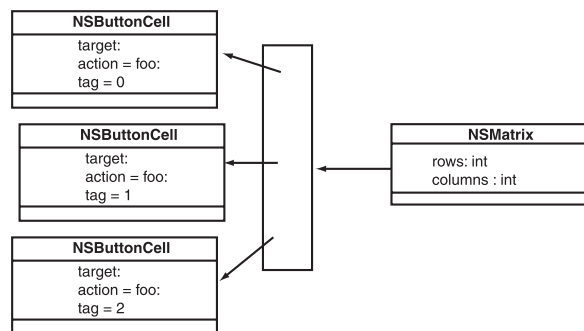 NSButtonCell
target:
action = foo:
tag = 0
NSButtonCell
target:
action = foo:
tag = 1
NSButtonCell
target:
action = foo:
tag = 2
NSMatrix
rows: int
columns : int